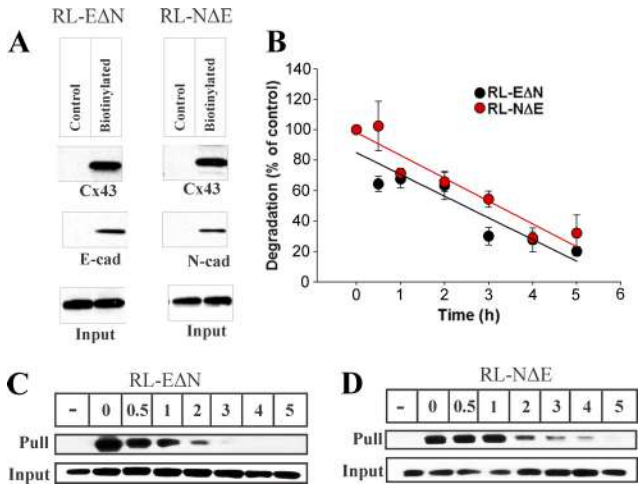 A
RL-EΔN
RL-NΔE
Control
Biotinylated
Control
Biotinylated
Cx43
Cx43
E-cad
N-cad
Input
Input
B
Degradation (% of control)
140
120
100
80
60
40
20
0
RL-EΔN
RL-NΔE
0 1 2 3 4 5 6
Time (h)
C
RL-EΔN
- 0 0.5 1 2 3 4 5
Pull
Input
D
RL-NΔE
- 0 0.5 1 2 3 4 5
Pull
Input